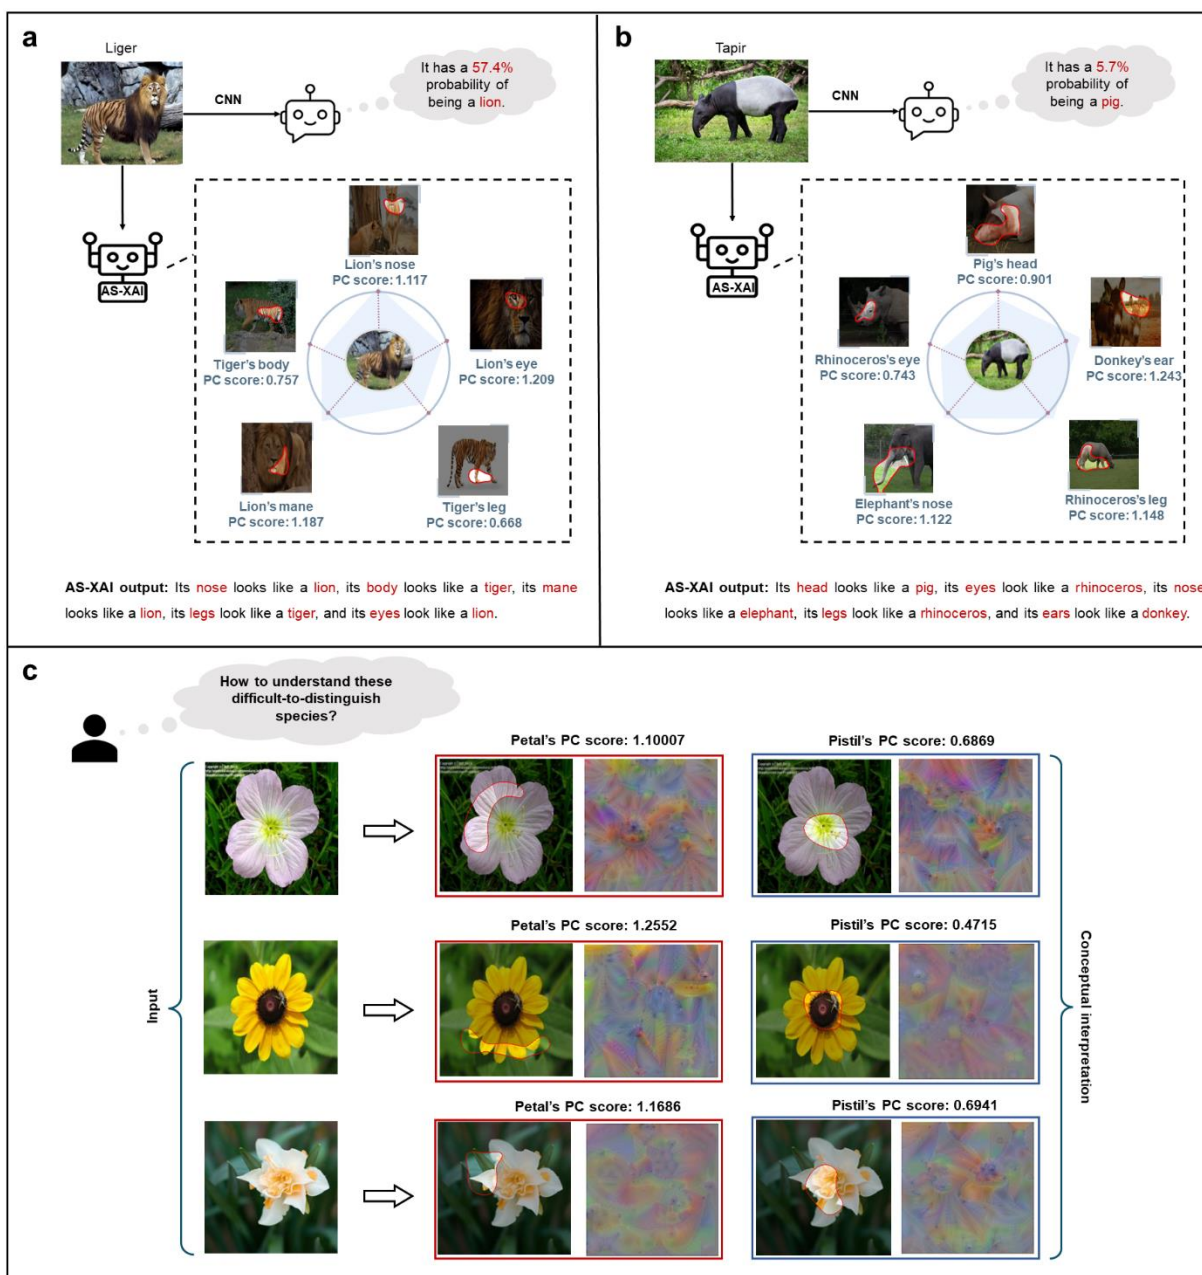 a
Liger
CNN
It has a 57.4%
probability of
being a lion.
AS-XAI
Lion's nose
PC score: 1.117
Tiger's body
PC score: 0.757
Lion's eye
PC score: 1.209
Lion's mane
PC score: 1.187
Tiger's leg
PC score: 0.668
AS-XAI output: Its nose looks like a lion, its body looks like a tiger, its mane
looks like a lion, its legs look like a tiger, and its eyes look like a lion.
b
Tapir
CNN
It has a 5.7%
probability of
being a pig.
AS-XAI
Pig's head
PC score: 0.901
Rhinoceros's eye
PC score: 0.743
Donkey's ear
PC score: 1.243
Elephant's nose
PC score: 1.122
Rhinoceros's leg
PC score: 1.148
AS-XAI output: Its head looks like a pig, its eyes look like a rhinoceros, its nose
looks like a elephant, its legs look like a rhinoceros, and its ears look like a donkey.
c
How to understand these
difficult-to-distinguish
species?
Input
Petal's PC score: 1.10007
Pistil's PC score: 0.6869
Petal's PC score: 1.2552
Pistil's PC score: 0.4715
Petal's PC score: 1.1686
Pistil's PC score: 0.6941
Conceptual interpretation